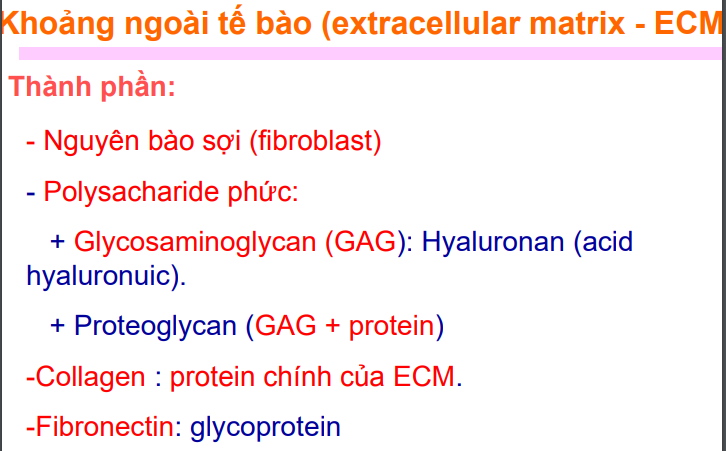 Khoảng ngoài tế bào (extracellular matrix - ECM
Thành phần:
- Nguyên bào sợi (fibroblast)
- Polysacharide phức:
+ Glycosaminoglycan (GAG): Hyaluronan (acid
hyaluronuic).
+ Proteoglycan (GAG + protein)
-Collagen : protein chính của ECM.
-Fibronectin: glycoprotein